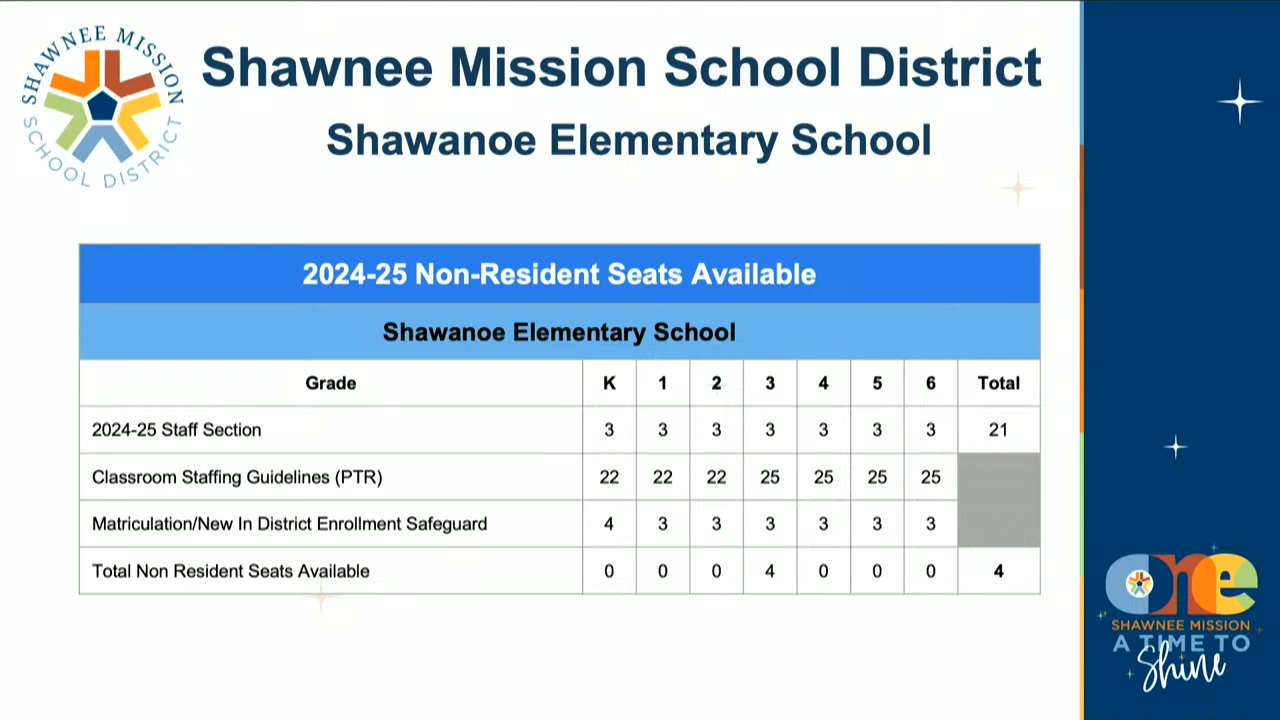 SHAWNEE MISSION
SCHOOL DISTRICT
Shawnee Mission School District
Shawanoe Elementary School
2024-25 Non-Resident Seats Available
Shawanoe Elementary School
Grade K 1 2 3 4 5 6 Total
2024-25 Staff Section 3 3 3 3 3 3 3 21
Classroom Staffing Guidelines (PTR) 22 22 22 25 25 25 25
Matriculation/New In District Enrollment Safeguard 4 3 3 3 3 3 3
Total Non Resident Seats Available 0 0 0 4 0 0 0 4
one
SHAWNEE MISSION
A TIME TO
Shine